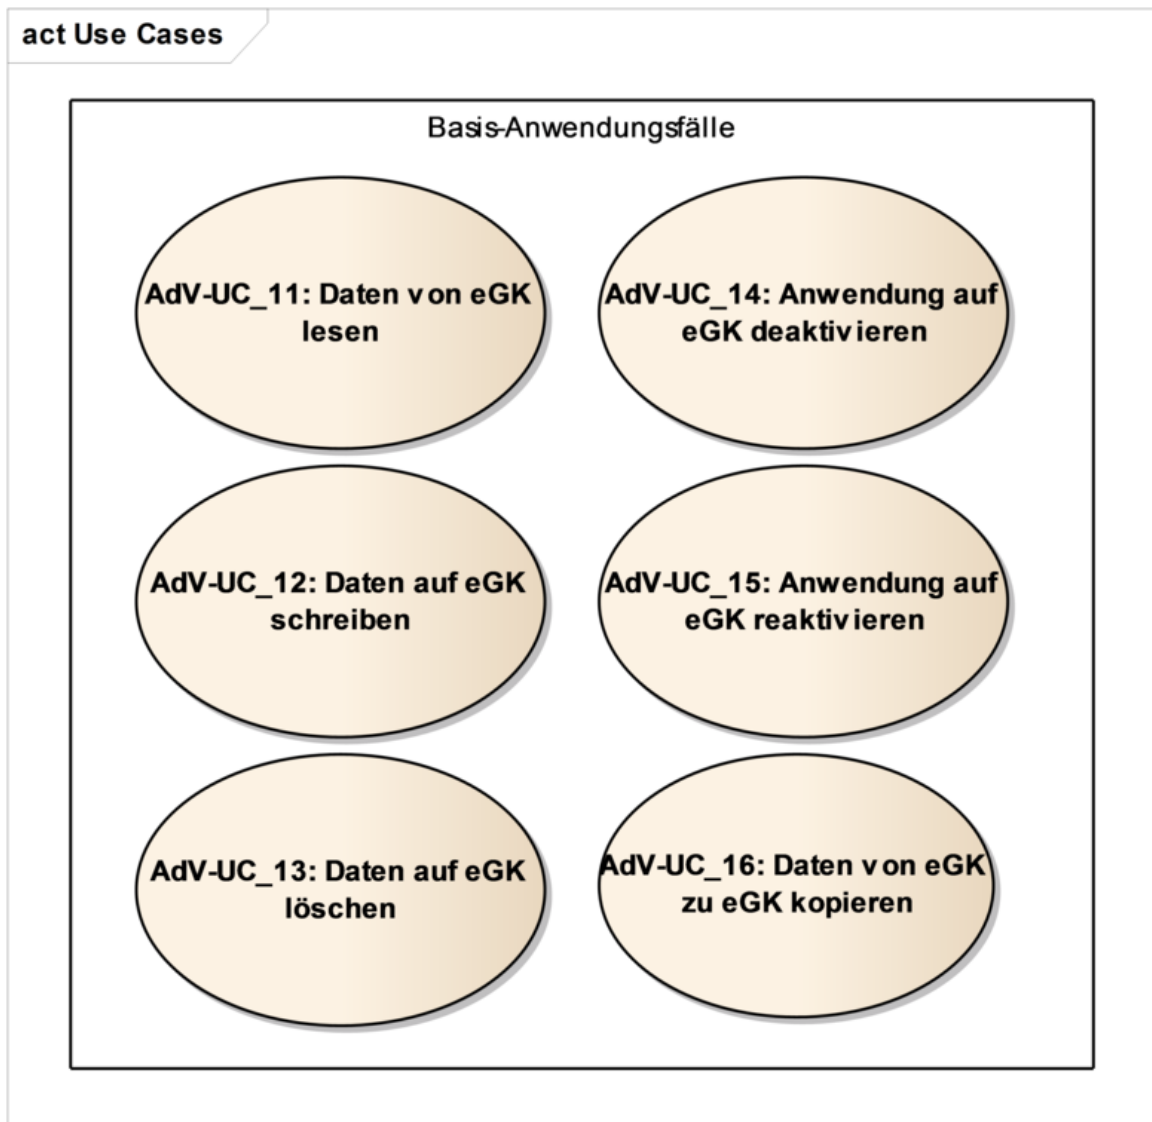 act Use Cases
Basis-Anwendungsfälle
AdV-UC_11: Daten von eGK
lesen
AdV-UC_14: Anwendung auf
eGK deaktivieren
AdV-UC_12: Daten auf eGK
schreiben
AdV-UC_15: Anwendung auf
eGK reaktivieren
AdV-UC_13: Daten auf eGK
löschen
AdV-UC_16: Daten von eGK
zu eGK kopieren